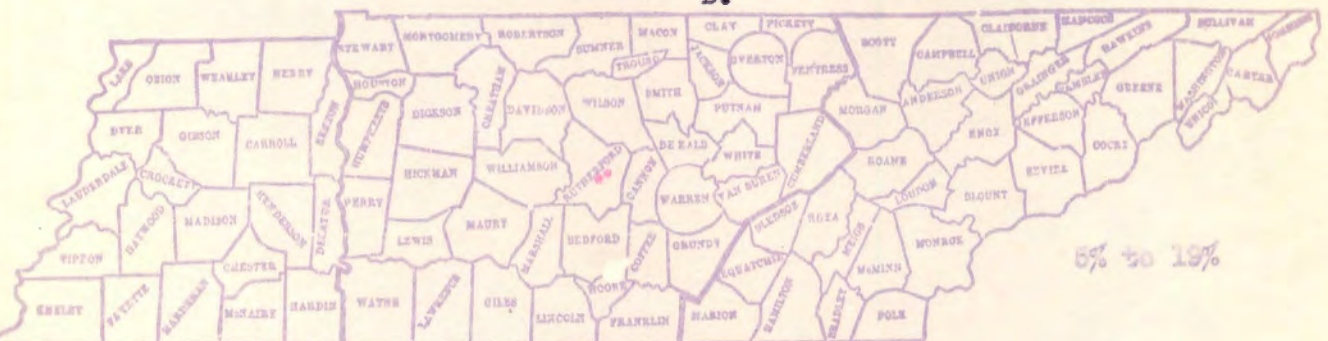 B.
STEWART MONTGOMERY ROBERTSON SUMNER MACON CLAY PICKETT
TROUSD JACKSON OVERTON FENTRESS SCOTT CAMPBELL CLAIBORNE HANCOCK HAWKINS SULLIVAN
LAKE OBION WEAKLEY HENRY HOUSTON
DICKSON CHEATHAM DAVIDSON WILSON SMITH PUTNAM MORGAN ANDERSON UNION GRAINGER GREENE WASHINGTON CARTER UNICOI
DYER GIBSON CARROLL BENTON HUMPHREYS
DE KALB WHITE CUMBERLAND KNOX JEFFERSON COCKE
LAUDERDALE CROCKETT HICKMAN WILLIAMSON RUTHERFORD CANNON WARREN VAN BUREN ROANE LOUDON BLOUNT SEVIER
HAYWOOD MADISON HENDERSON DECATUR PERRY
LEWIS MAURY MARSHALL BEDFORD COFFEE GRUNDY BLEDSOE RHEA MEIGS MONROE
TIPTON CHESTER MOORE SEQUATCHIE McMINN
5% to 19%
SHELBY FAYETTE HARDEMAN McNAIRY HARDIN WAYNE LAWRENCE GILES LINCOLN FRANKLIN MARION HAMILTON BRADLEY POLK